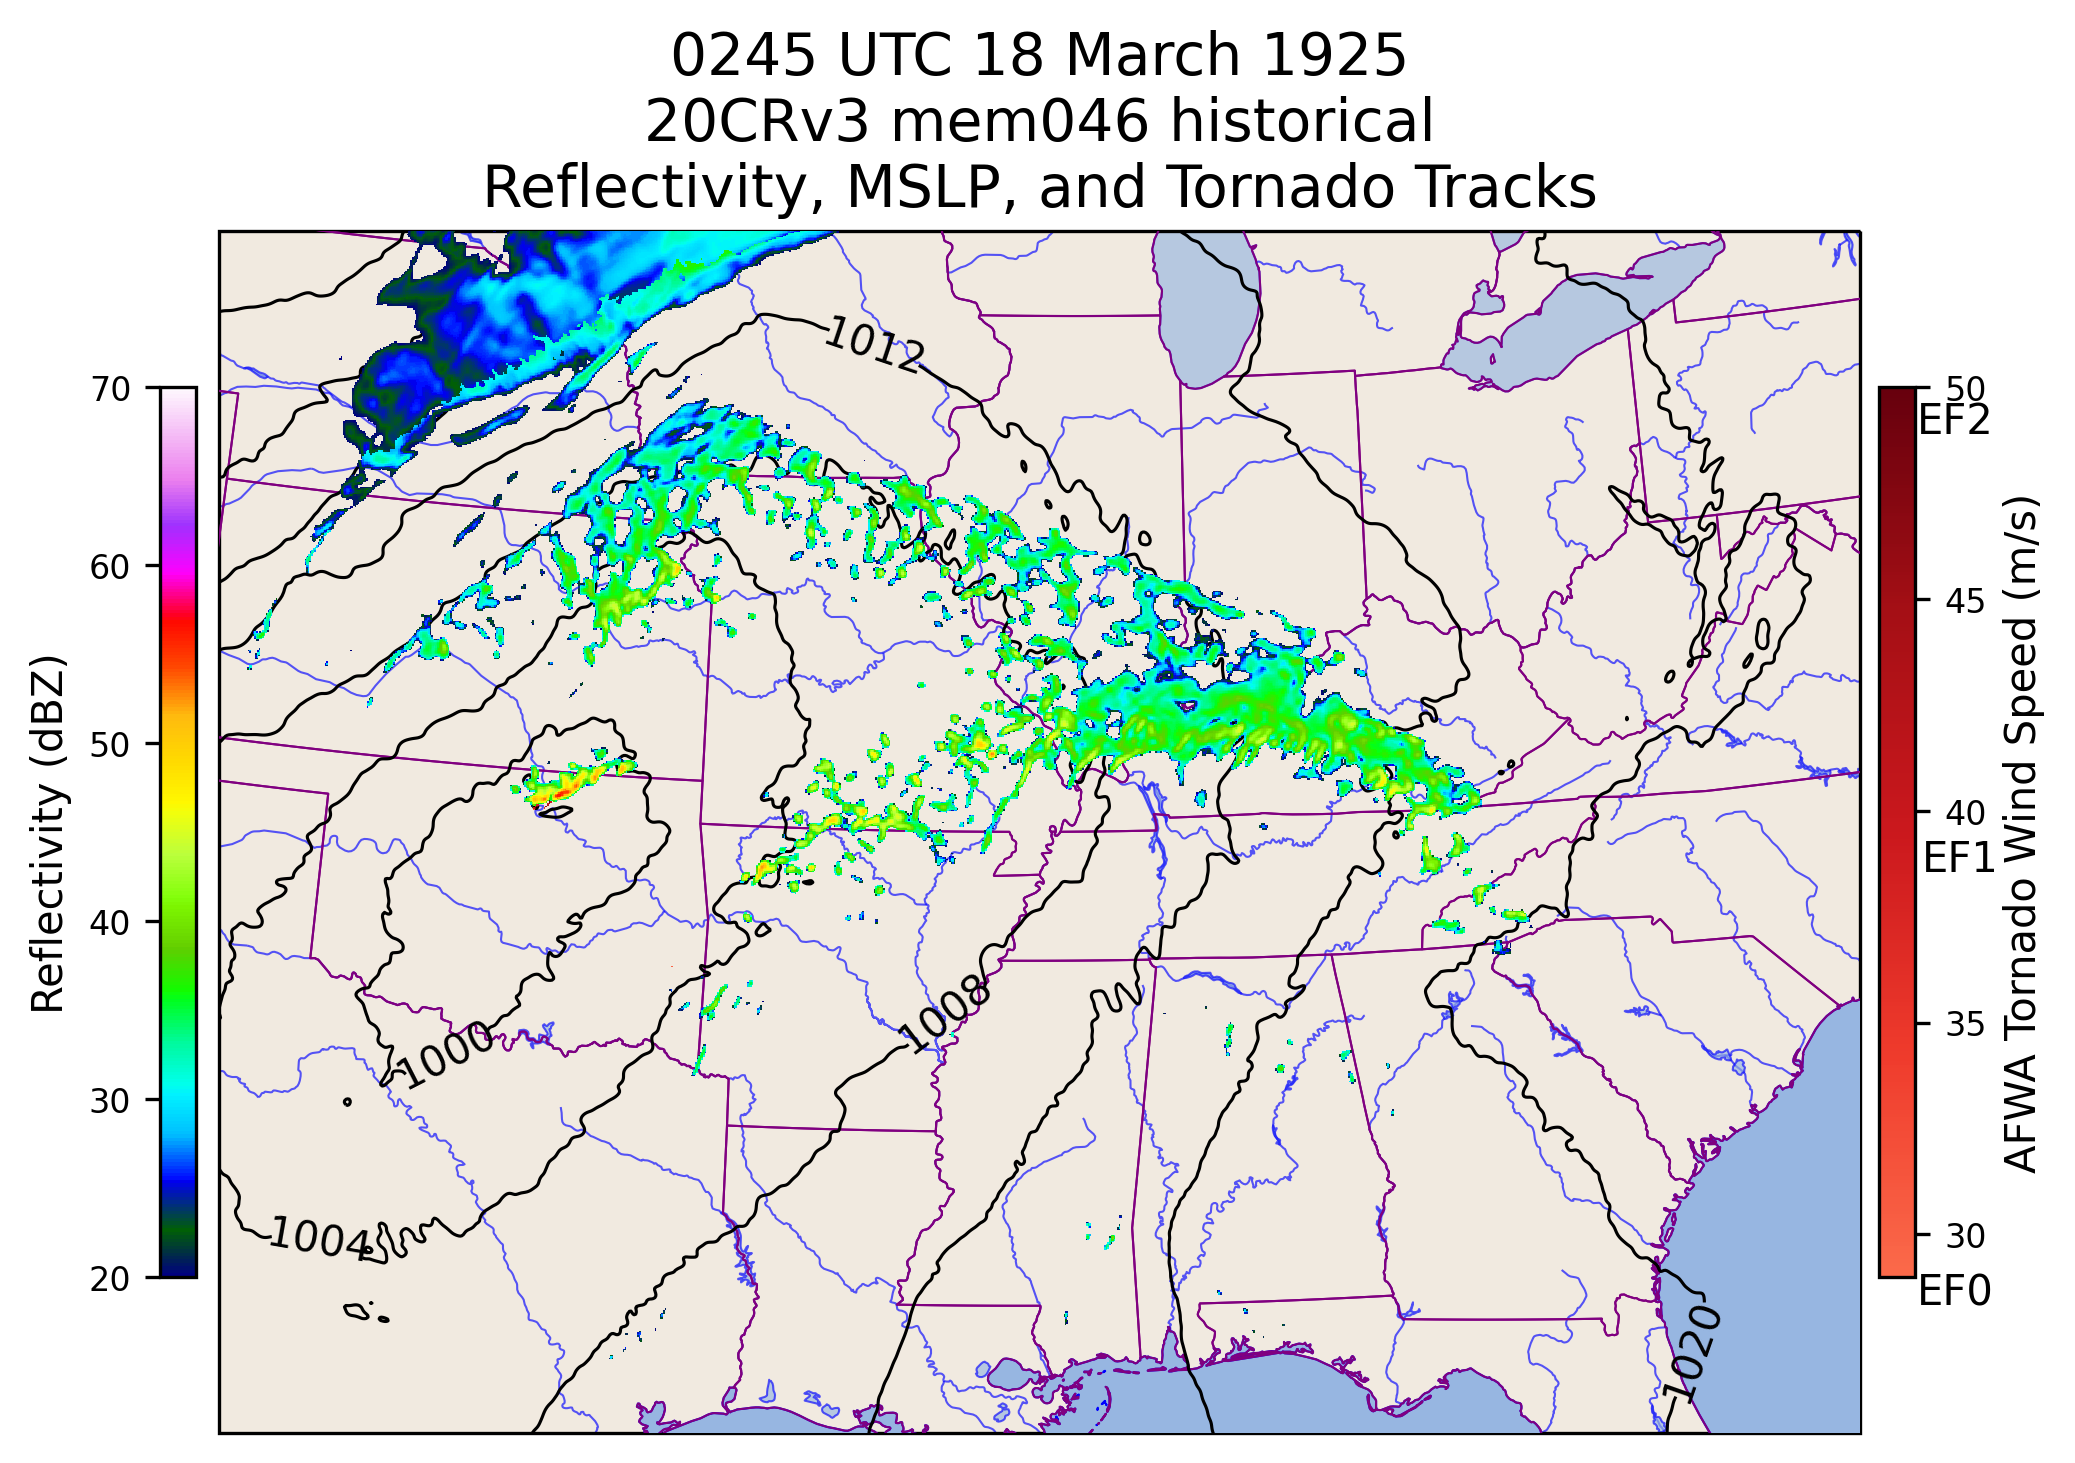 0245 UTC 18 March 1925
20CRv3 mem046 historical
Reflectivity, MSLP, and Tornado Tracks
1012
70
60
50
40
30
20
Reflectivity (dBZ)
1008
1000
1004
1020
50
EF2
45
40
EF1
35
30
EF0
AFWA Tornado Wind Speed (m/s)